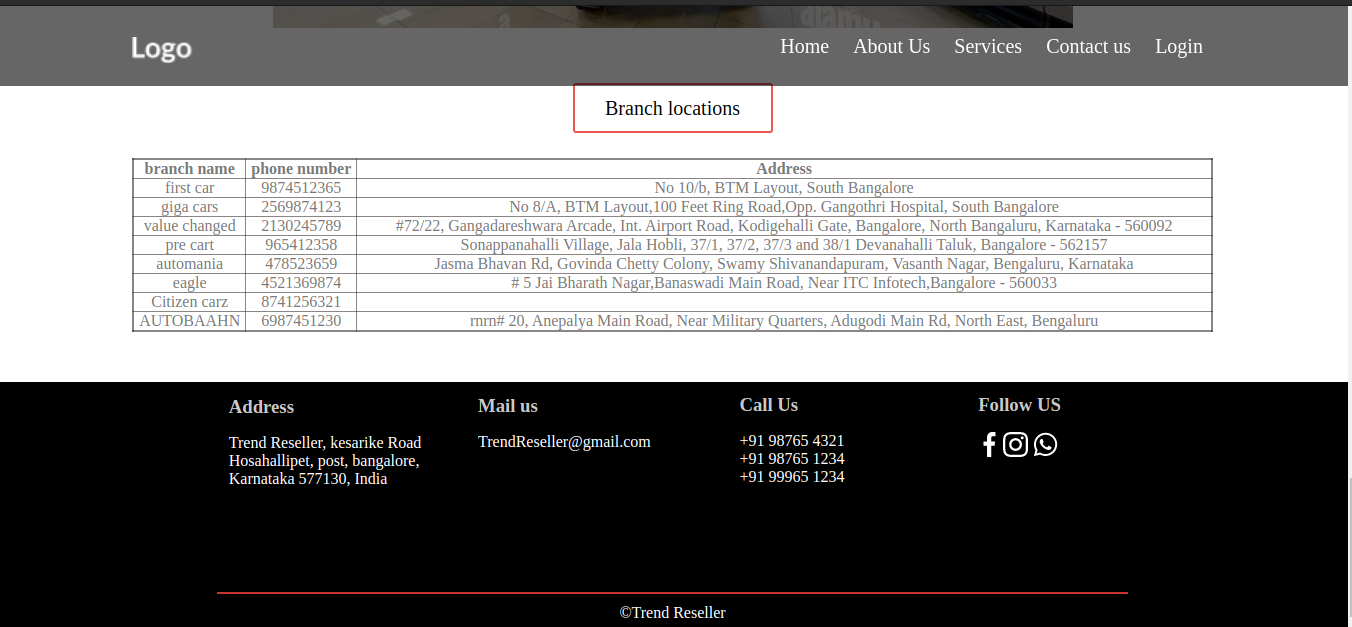 Logo
Home About Us Services Contact us Login
Branch locations
branch name phone number Address
first car 9874512365 No 10/b, BTM Layout, South Bangalore
giga cars 2569874123 No 8/A, BTM Layout,100 Feet Ring Road,Opp. Gangothri Hospital, South Bangalore
value changed 2130245789 #72/22, Gangadareshwara Arcade, Int. Airport Road, Kodigehalli Gate, Bangalore, North Bangaluru, Karnataka - 560092
pre cart 965412358 Sonappanahalli Village, Jala Hobli, 37/1, 37/2, 37/3 and 38/1 Devanahalli Taluk, Bangalore - 562157
automania 478523659 Jasma Bhavan Rd, Govinda Chetty Colony, Swamy Shivanandapuram, Vasanth Nagar, Bengaluru, Karnataka
eagle 4521369874 # 5 Jai Bharath Nagar,Banaswadi Main Road, Near ITC Infotech,Bangalore - 560033
Citizen carz 8741256321
AUTOBAAHN 6987451230 rnrn# 20, Anepalya Main Road, Near Military Quarters, Adugodi Main Rd, North East, Bengaluru
Address
Trend Reseller, kesarike Road
Hosahallipet, post, bangalore,
Karnataka 577130, India
Mail us
TrendReseller@gmail.com
Call Us
+91 98765 4321
+91 98765 1234
+91 99965 1234
Follow US
©Trend Reseller